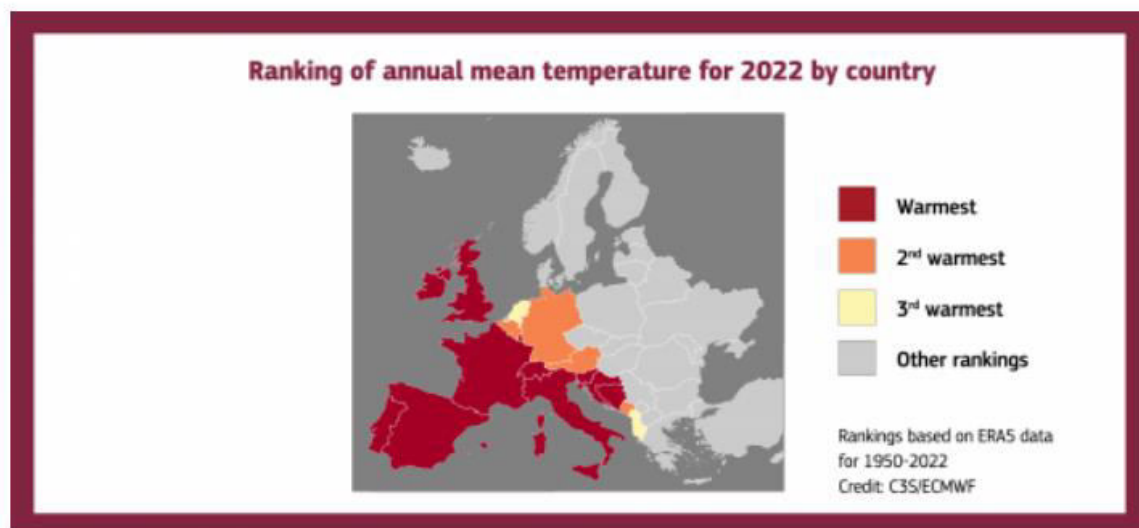 Ranking of annual mean temperature for 2022 by country
Warmest
2nd warmest
3rd warmest
Other rankings
Rankings based on ERA5 data
for 1950-2022
Credit: C3S/ECMWF